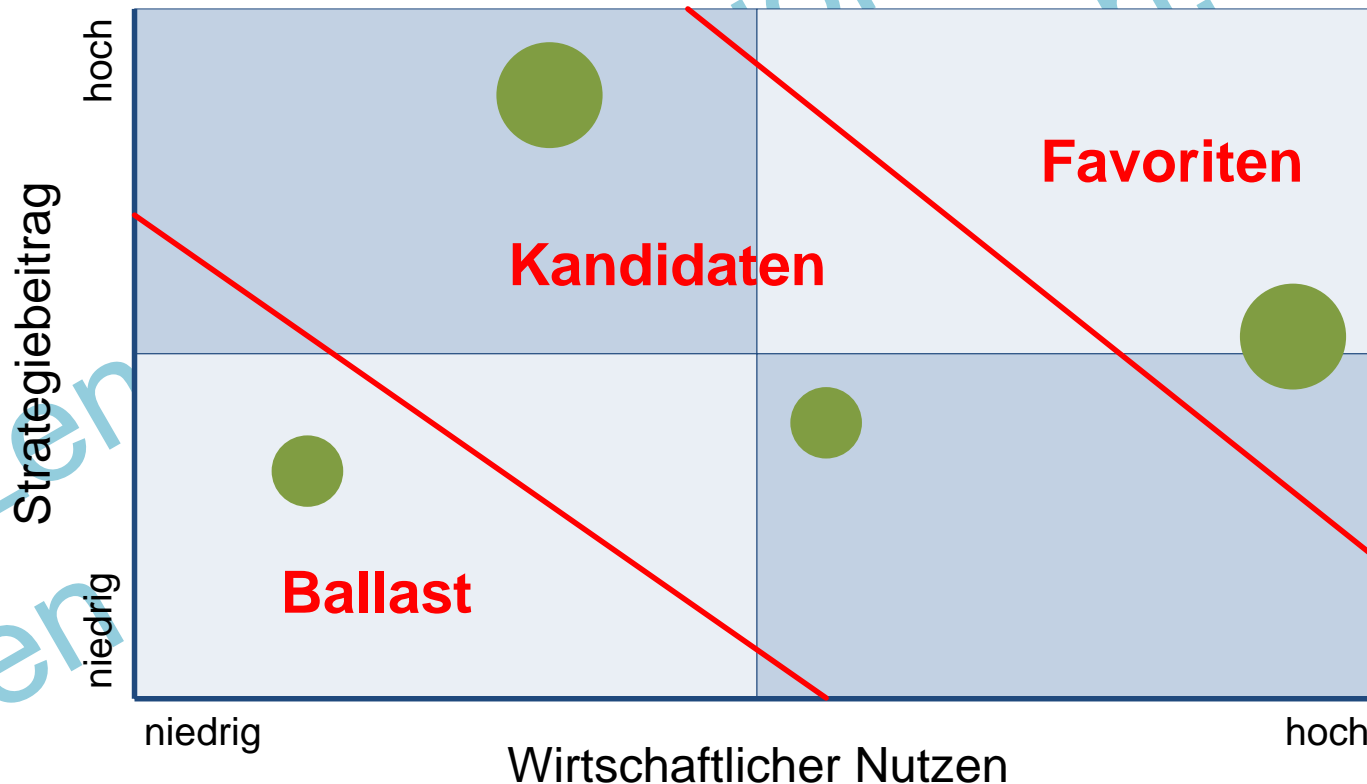 hoch
Favoriten
Kandidaten
Strategiebeitrag
Ballast
niedrig
niedrig
hoch
Wirtschaftlicher Nutzen